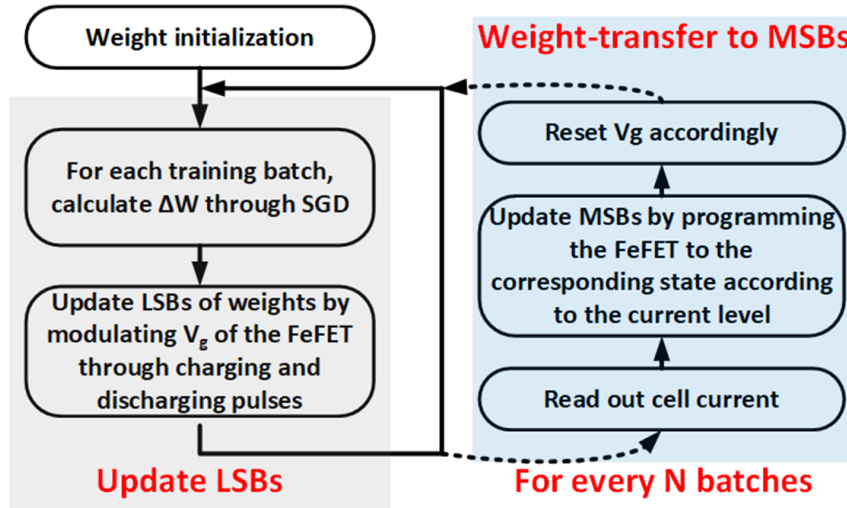 Weight initialization
For each training batch,
calculate ΔW through SGD
Update LSBs of weights by
modulating Vg of the FeFET
through charging and
discharging pulses
Update LSBs
Weight-transfer to MSBs
Reset Vg accordingly
Update MSBs by programming
the FeFET to the
corresponding state according
to the current level
Read out cell current
For every N batches